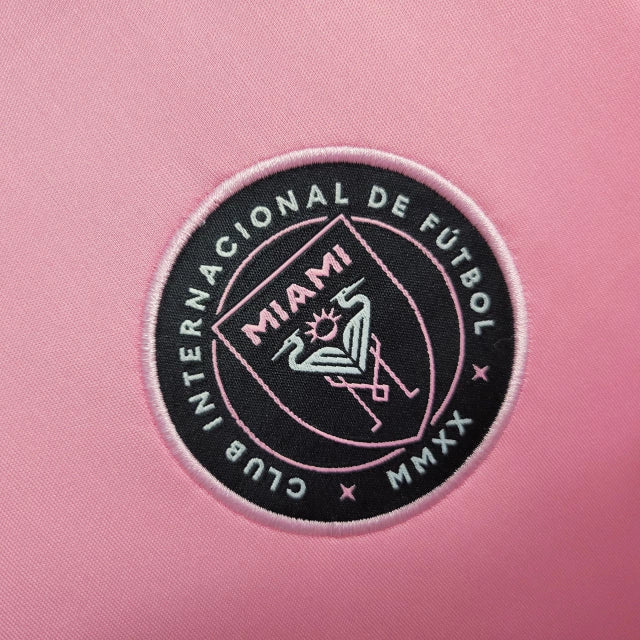 CLUB INTERNACIONAL DE FÚTBOL
MIAMI
MMXX